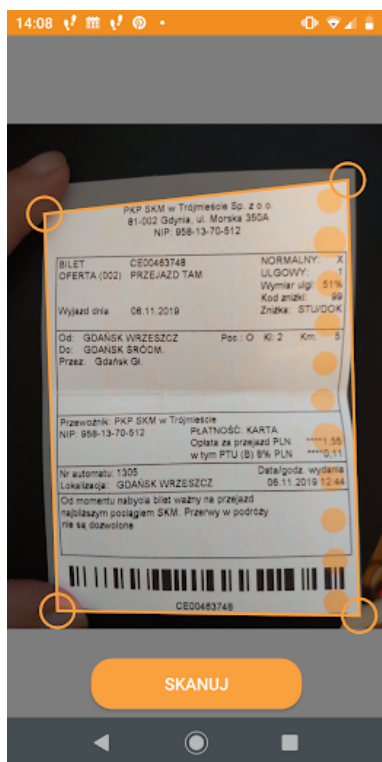 14:08
PKP SKM w Trójmieście Sp. z o.o.
81-002 Gdynia, ul. Morska 350A
NIP: 958-13-70-512
BILET CE00463748 NORMALNY: X
OFERTA (002) PRZEJAZD TAM ULGOWY: 1
Wymiar ulgi: 51%
Kod zniżki: 99
Wyjazd dnia 06.11.2019 Zniżka: STU/DOK
Od: GDAŃSK WRZESZCZ Poc.: O Kl: 2 Km: 5
Do: GDAŃSK ŚRÓDM.
Przez: Gdańsk Gł.
Przewoźnik: PKP SKM w Trójmieście
NIP: 958-13-70-512 PŁATNOŚĆ: KARTA
Opłata za przejazd PLN ****1,55
w tym PTU (B) 8% PLN ****0,11
Nr automatu: 1305 Data/godz. wydania
Lokalizacja: GDAŃSK WRZESZCZ 06.11.2019 12:44
Od momentu nabycia bilet ważny na przejazd
najbliższym pociągiem SKM. Przerwy w podróży
nie są dozwolone
CE00463748
SKANUJ